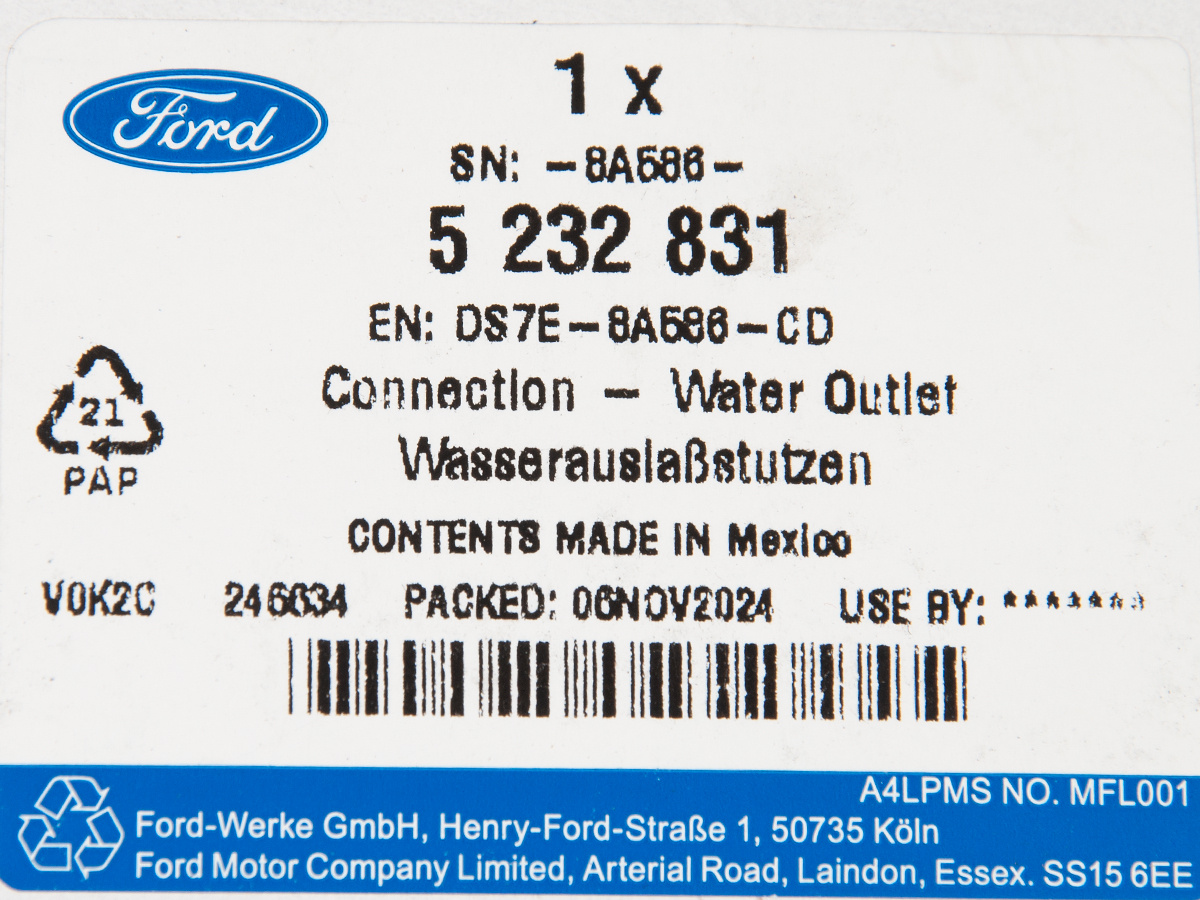 Ford
1 x
SN: -8A586-
5 232 831
EN: DS7E-8A586-CD
Connection - Water Outlet
Wasserauslaßstutzen
21
PAP
CONTENTS MADE IN Mexico
V0K2C 246634 PACKED: 06NOV2024 USE BY: *******
A4LPMS NO. MFL001
Ford-Werke GmbH, Henry-Ford-Straße 1, 50735 Köln
Ford Motor Company Limited, Arterial Road, Laindon, Essex. SS15 6EE